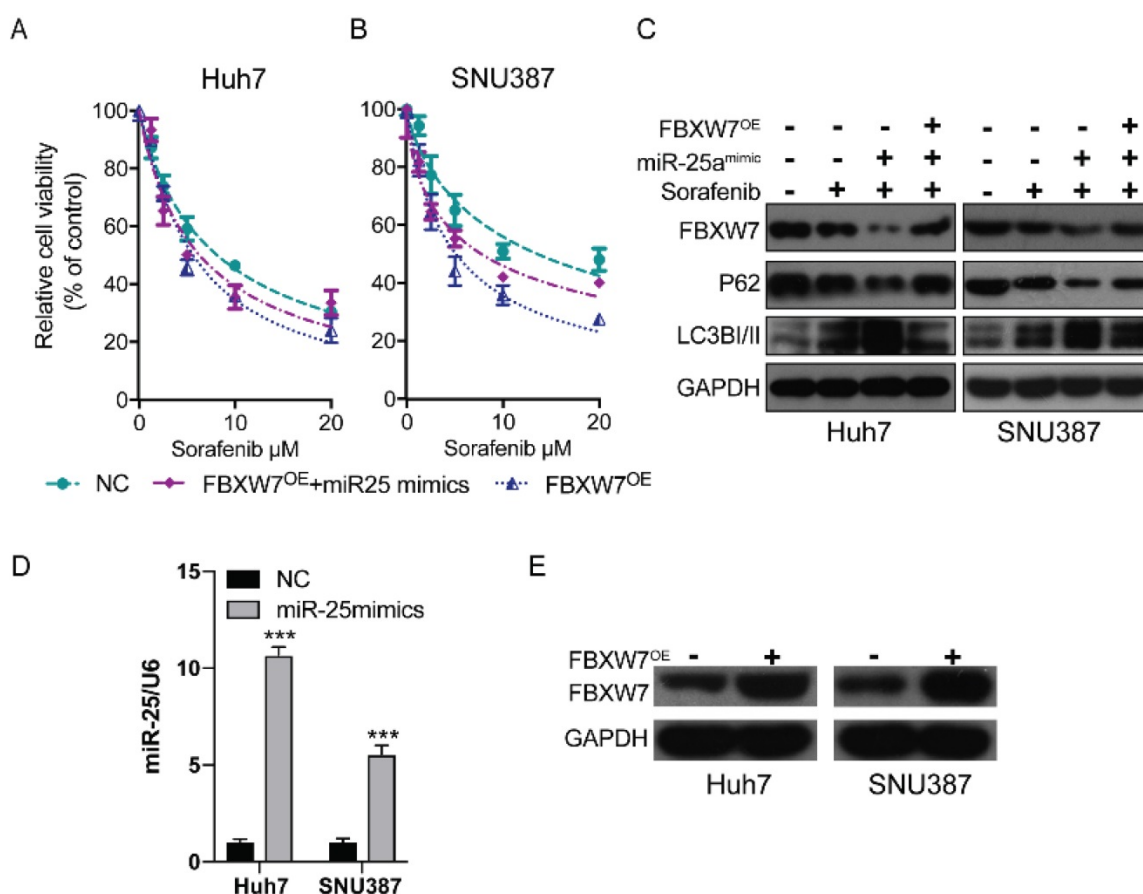 A
B
C
Huh7
SNU387
Relative cell viability
(% of control)
100
80
60
40
20
0
0
10
20
Sorafenib µM
100
80
60
40
20
0
0
10
20
Sorafenib µM
NC
FBXW7OE+miR25 mimics
FBXW7OE
FBXW7OE - - - + - - - +
miR-25amimic - - + + - - + +
Sorafenib - + + + - + + +
FBXW7
P62
LC3BI/II
GAPDH
Huh7
SNU387
D
E
miR-25/U6
15
10
5
0
NC
miR-25mimics
***
***
Huh7
SNU387
FBXW7OE - + - +
FBXW7
GAPDH
Huh7
SNU387